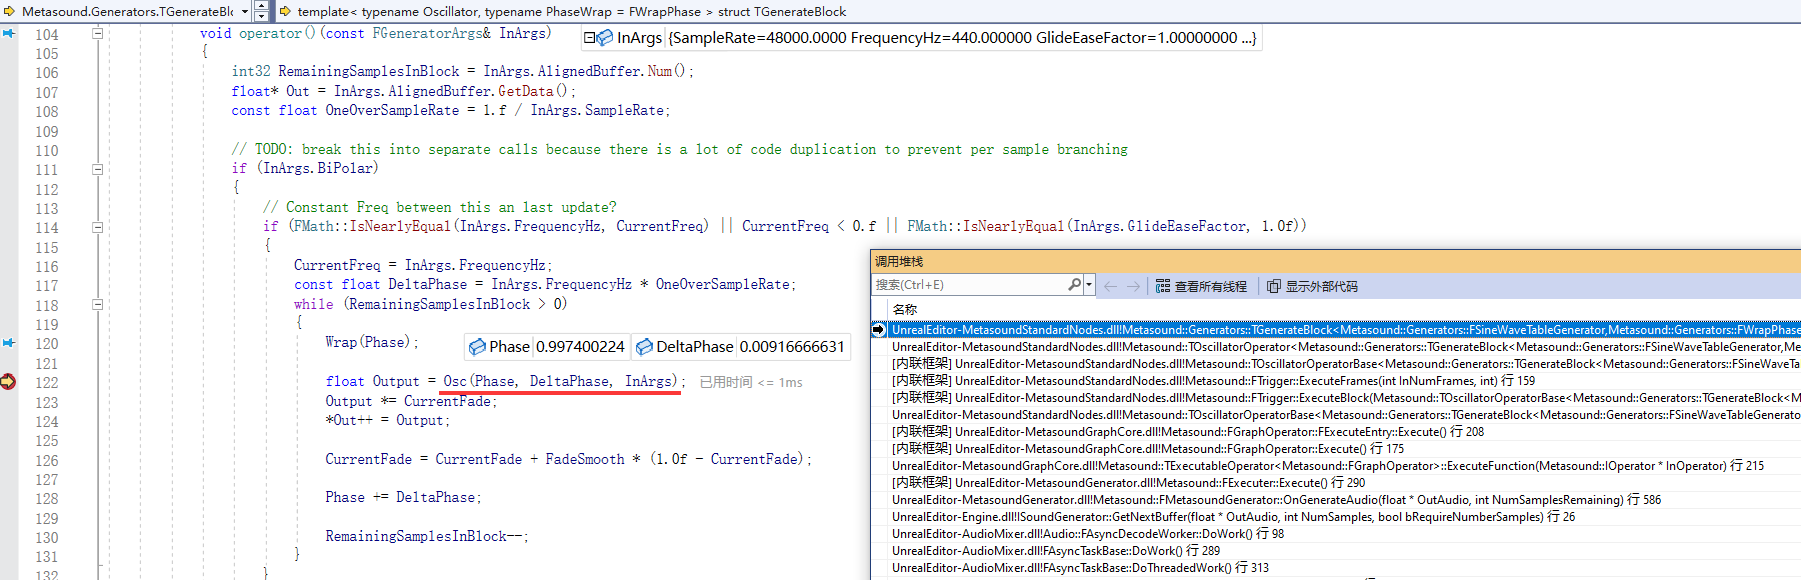 Metasound.Generators.TGenerateBl template< typename Oscillator, typename PhaseWrap = FWrapPhase > struct TGenerateBlock
104 void operator()(const FGeneratorArgs& InArgs) InArgs {SampleRate=48000.0000 FrequencyHz=440.000000 GlideEaseFactor=1.00000000 ...}
105 {
106 int32 RemainingSamplesInBlock = InArgs.AlignedBuffer.Num();
107 float* Out = InArgs.AlignedBuffer.GetData();
108 const float OneOverSampleRate = 1.f / InArgs.SampleRate;
109
110 // TODO: break this into separate calls because there is a lot of code duplication to prevent per sample branching
111 if (InArgs.BiPolar)
112 {
113 // Constant Freq between this an last update?
114 if (FMath::IsNearlyEqual(InArgs.FrequencyHz, CurrentFreq) || CurrentFreq < 0.f || FMath::IsNearlyEqual(InArgs.GlideEaseFactor, 1.0f))
115 {
116 CurrentFreq = InArgs.FrequencyHz;
117 const float DeltaPhase = InArgs.FrequencyHz * OneOverSampleRate;
118 while (RemainingSamplesInBlock > 0)
119 {
120 Wrap(Phase); Phase 0.997400224 DeltaPhase 0.00916666631
121
122 float Output = Osc(Phase, DeltaPhase, InArgs); 已用时间 <= 1ms
123 Output *= CurrentFade;
124 *Out++ = Output;
125
126 CurrentFade = CurrentFade + FadeSmooth * (1.0f - CurrentFade);
127
128 Phase += DeltaPhase;
129
130 RemainingSamplesInBlock--;
131 }
132 }
调用堆栈
搜索(Ctrl+E) 查看所有线程 显示外部代码
名称
UnrealEditor-MetasoundStandardNodes.dll!Metasound::Generators::TGenerateBlock<Metasound::Generators::FSineWaveTableGenerator,Metasound::Generators::FWrapPhase
UnrealEditor-MetasoundStandardNodes.dll!Metasound::TOscillatorOperator<Metasound::Generators::TGenerateBlock<Metasound::Generators::FSineWaveTableGenerator,Me
[内联框架] UnrealEditor-MetasoundStandardNodes.dll!Metasound::TOscillatorOperatorBase<Metasound::Generators::TGenerateBlock<Metasound::Generators::FSineWaveTa
[内联框架] UnrealEditor-MetasoundStandardNodes.dll!Metasound::FTrigger::ExecuteFrames(int InNumFrames, int) 行 159
[内联框架] UnrealEditor-MetasoundStandardNodes.dll!Metasound::FTrigger::ExecuteBlock(Metasound::TOscillatorOperatorBase<Metasound::Generators::TGenerateBlock<M
UnrealEditor-MetasoundStandardNodes.dll!Metasound::TOscillatorOperatorBase<Metasound::Generators::TGenerateBlock<Metasound::Generators::FSineWaveTableGenerato
[内联框架] UnrealEditor-MetasoundGraphCore.dll!Metasound::FGraphOperator::FExecuteEntry::Execute() 行 208
[内联框架] UnrealEditor-MetasoundGraphCore.dll!Metasound::FGraphOperator::Execute() 行 175
UnrealEditor-MetasoundGraphCore.dll!Metasound::TExecutableOperator<Metasound::FGraphOperator>::ExecuteFunction(Metasound::IOperator * InOperator) 行 215
[内联框架] UnrealEditor-MetasoundGenerator.dll!Metasound::FExecuter::Execute() 行 290
UnrealEditor-MetasoundGenerator.dll!Metasound::FMetasoundGenerator::OnGenerateAudio(float * OutAudio, int NumSamplesRemaining) 行 586
UnrealEditor-Engine.dll!ISoundGenerator::GetNextBuffer(float * OutAudio, int NumSamples, bool bRequireNumberSamples) 行 26
UnrealEditor-AudioMixer.dll!Audio::FAsyncDecodeWorker::DoWork() 行 98
UnrealEditor-AudioMixer.dll!FAsyncTaskBase::DoWork() 行 289
UnrealEditor-AudioMixer.dll!FAsyncTaskBase::DoThreadedWork() 行 313